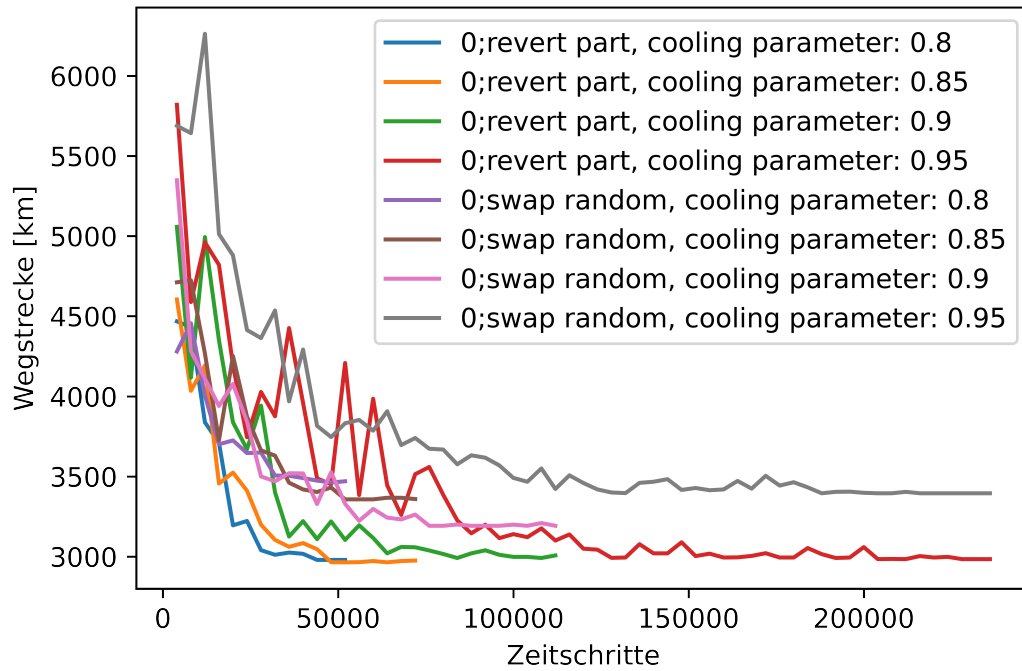 0;revert part, cooling parameter: 0.8
0;revert part, cooling parameter: 0.85
0;revert part, cooling parameter: 0.9
0;revert part, cooling parameter: 0.95
0;swap random, cooling parameter: 0.8
0;swap random, cooling parameter: 0.85
0;swap random, cooling parameter: 0.9
0;swap random, cooling parameter: 0.95
Wegstrecke [km]
6000
5500
5000
4500
4000
3500
3000
0 50000 100000 150000 200000
Zeitschritte